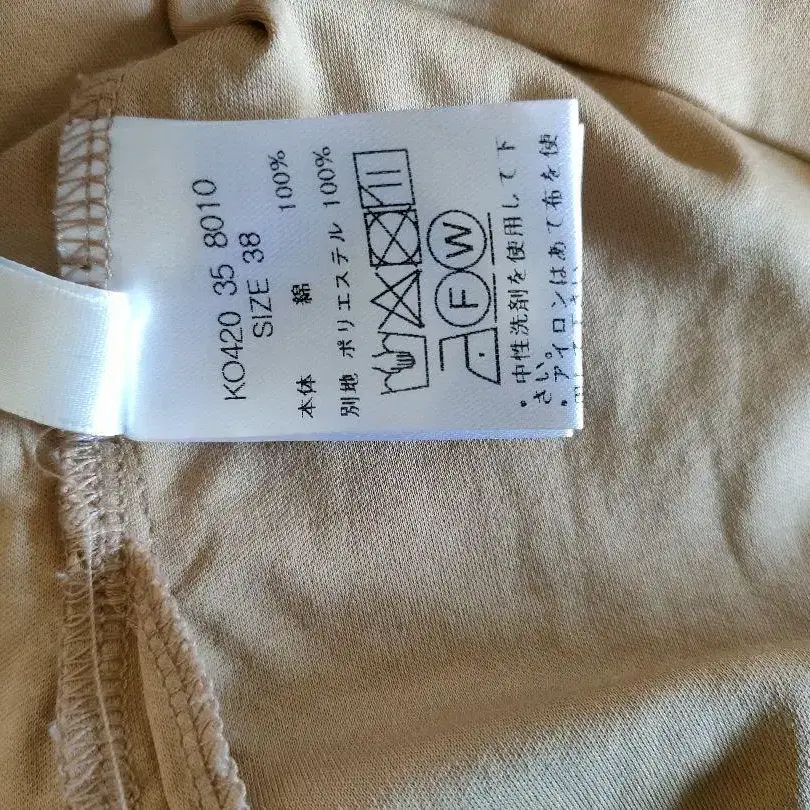 KO420 35 8010
SIZE 38
本体 綿 100%
別地 ポリエステル 100%
F W
・中性洗剤を使用して下
さい。
・アイロンはあて布を使